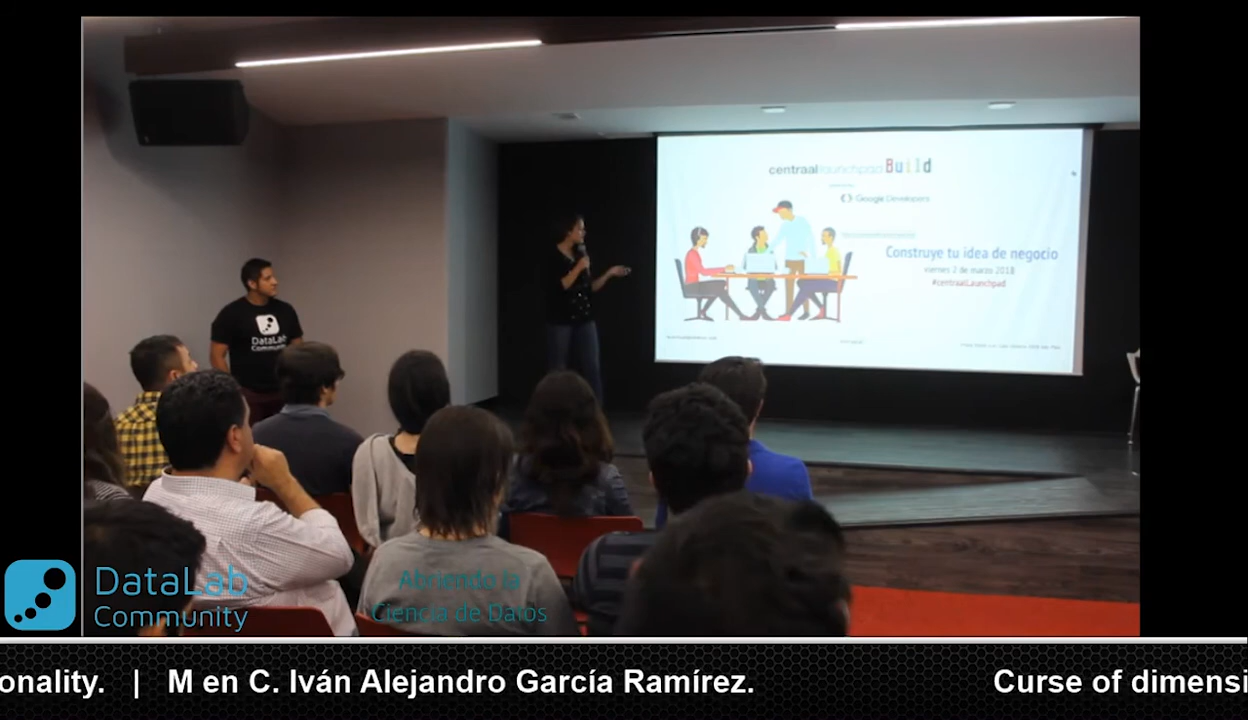 centraal launchpad Build
Google Developers
Construye tu idea de negocio
viernes 2 de marzo 2018
#centraalLaunchpad
DataLab
Community
DataLab
Community
Abriendo la
Ciencia de Datos
onality. | M en C. Iván Alejandro García Ramírez. Curse of dimensi